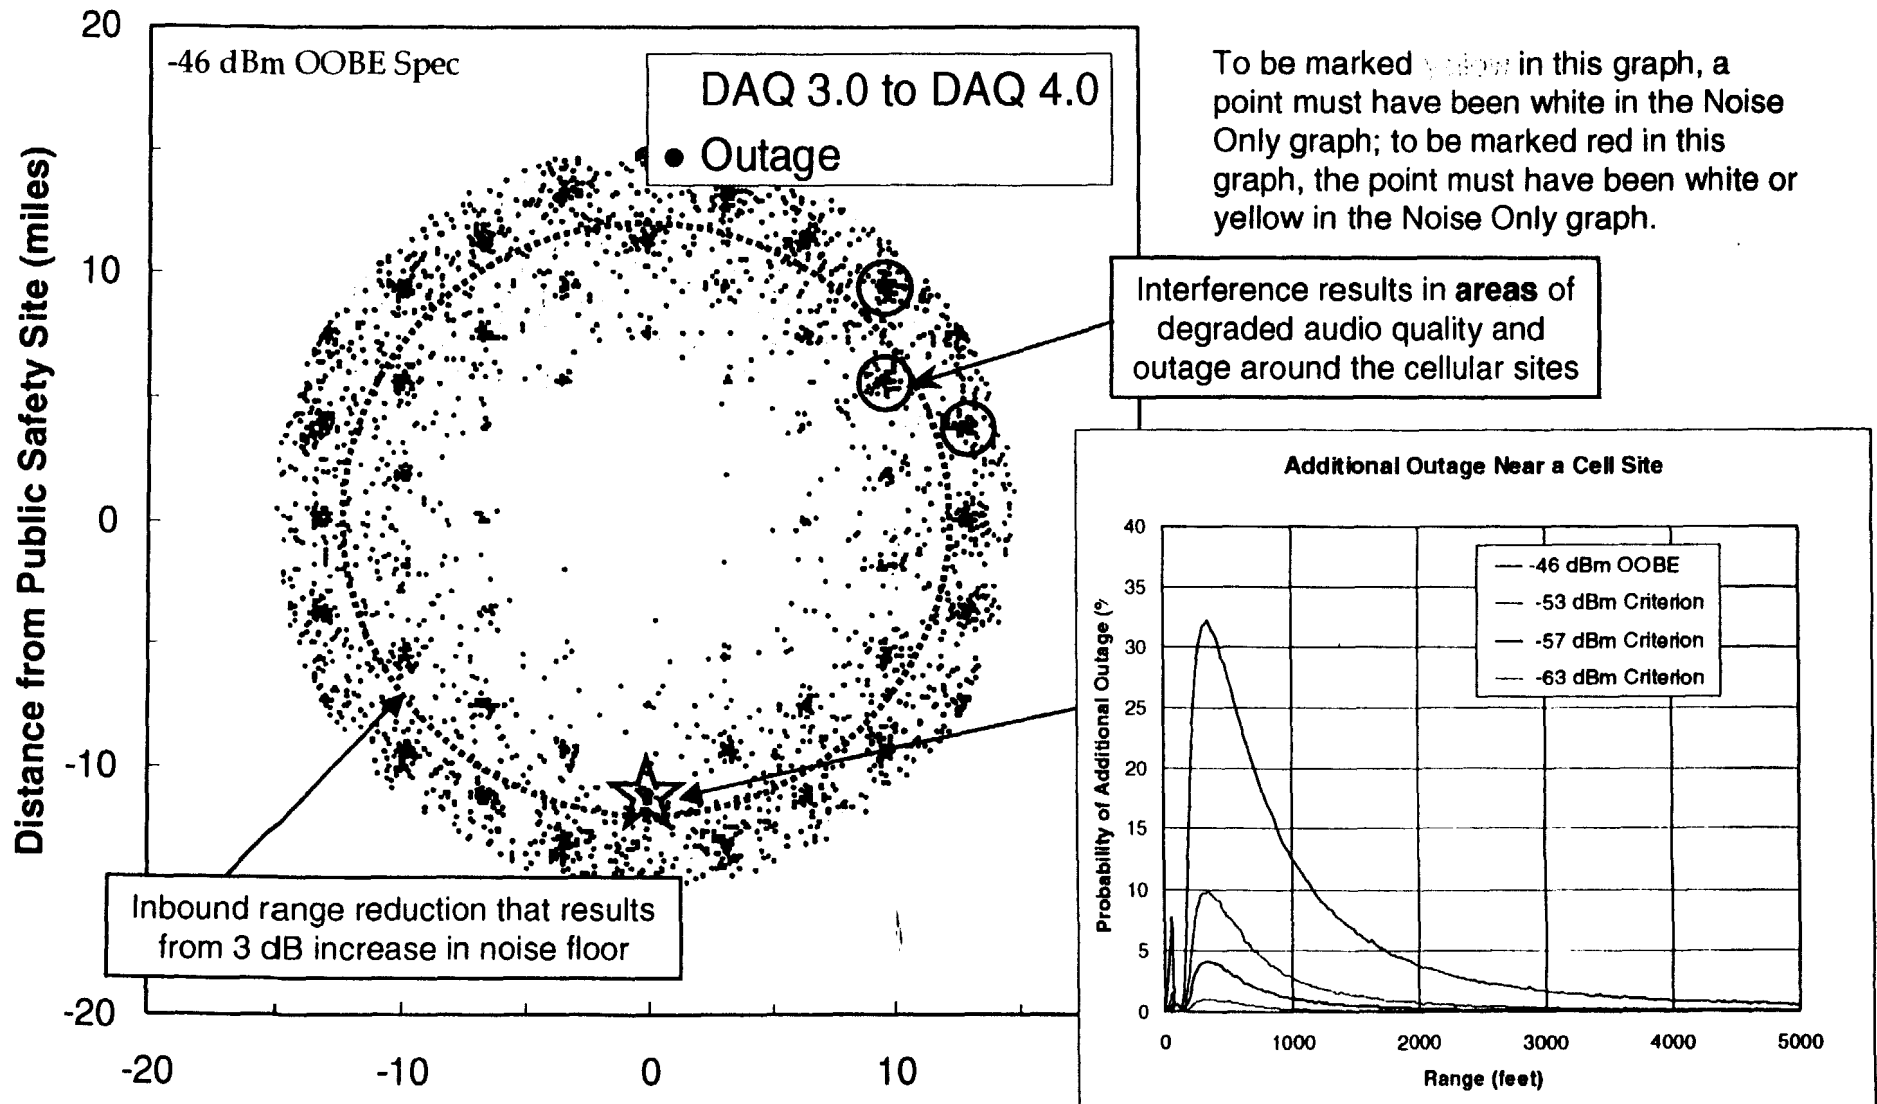 20
-46 dBm OOBE Spec
DAQ 3.0 to DAQ 4.0
Outage
To be marked yellow in this graph, a
point must have been white in the Noise
Only graph; to be marked red in this
graph, the point must have been white or
yellow in the Noise Only graph.
Distance from Public Safety Site (miles)
10
0
-10
-20
Interference results in areas of
degraded audio quality and
outage around the cellular sites
Inbound range reduction that results
from 3 dB increase in noise floor
-20
-10
0
10
Additional Outage Near a Cell Site
Probability of Additional Outage (%
40
35
30
25
20
15
10
5
0
-46 dBm OOBE
-53 dBm Criterion
-57 dBm Criterion
-63 dBm Criterion
0
1000
2000
3000
4000
5000
Range (feet)